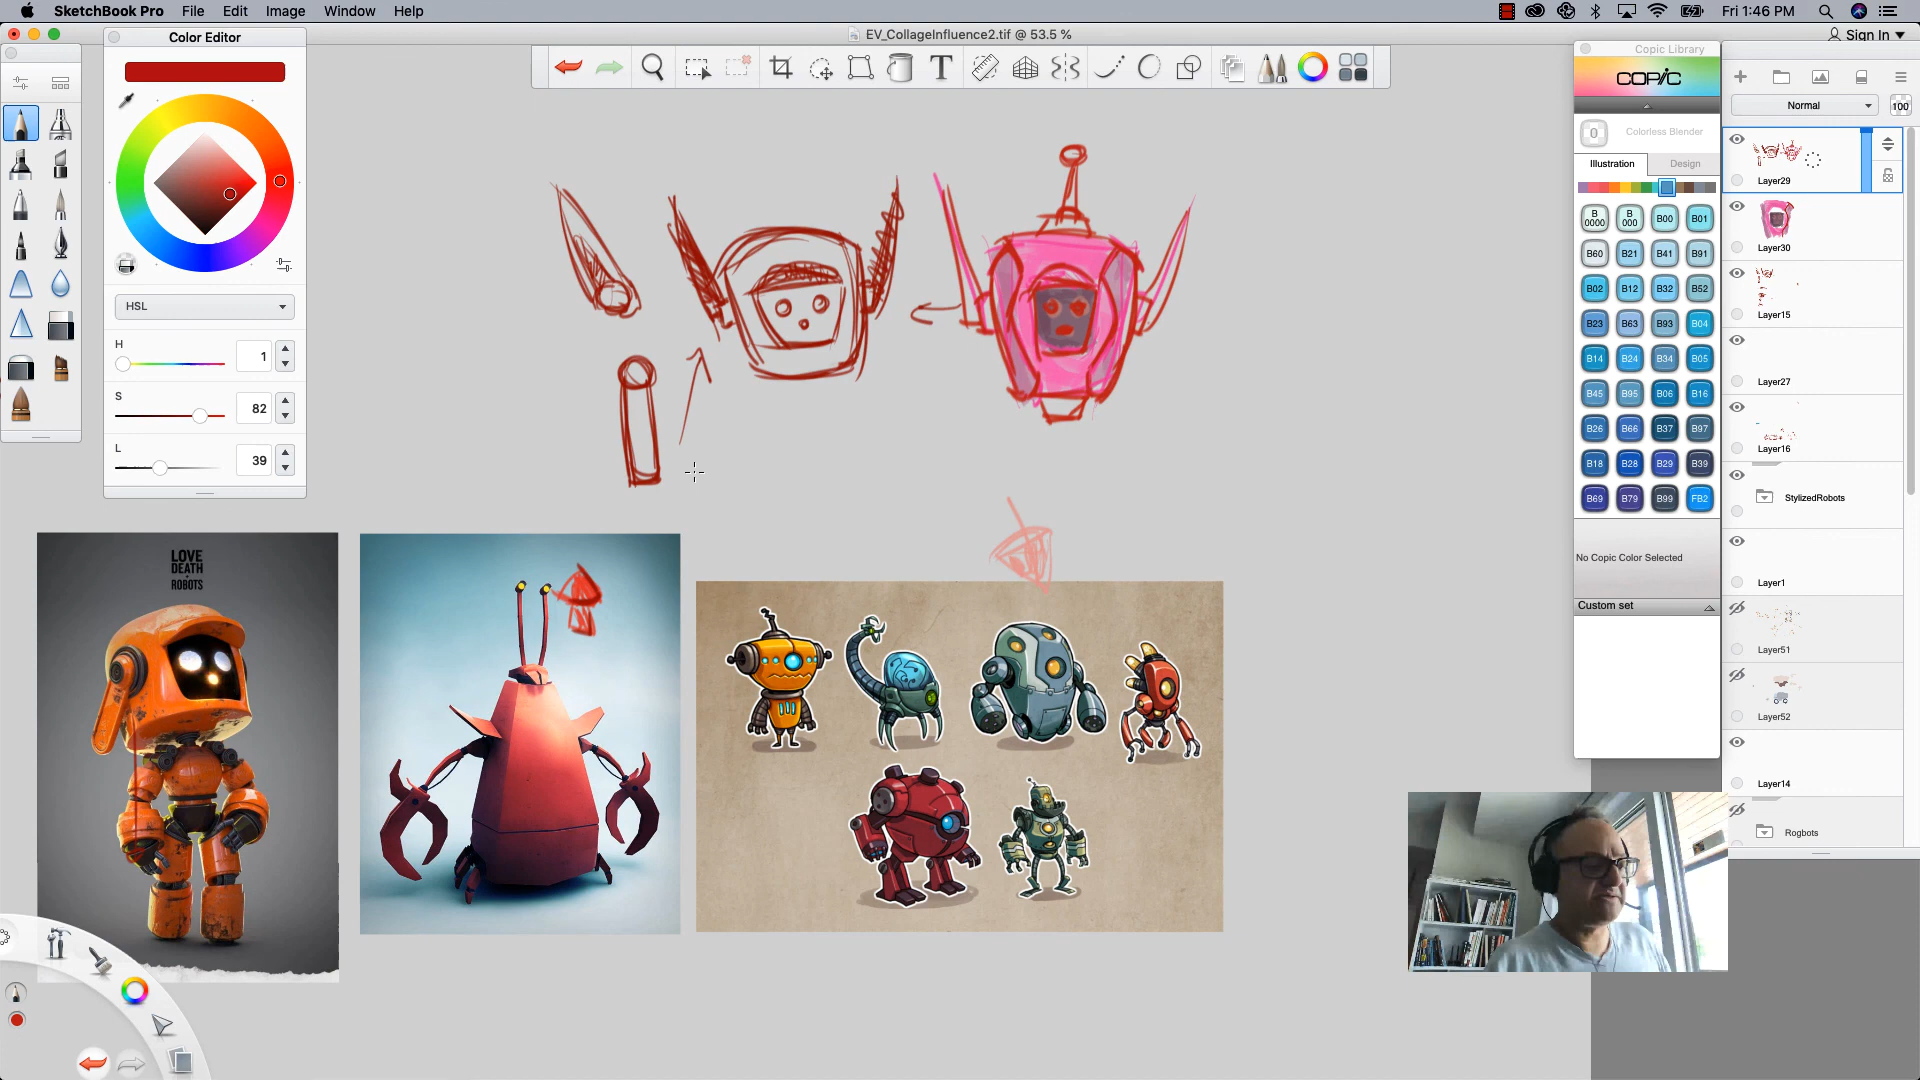 SketchBook Pro File Edit Image Window Help
Fri 1:46 PM
EV_CollageInfluence2.tif @ 53.5 %
Sign In
Color Editor
HSL
H
1
S
82
L
39
T
Copic Library
COPIC
0
Colorless Blender
Illustration
Design
B 0000 B 000 B00 B01
B60 B21 B41 B91
B02 B12 B32 B52
B23 B63 B93 B04
B14 B24 B34 B05
B45 B95 B06 B16
B26 B66 B37 B97
B18 B28 B29 B39
B69 B79 B99 FB2
No Copic Color Selected
Custom set
Normal
100
Layer29
Layer30
Layer15
Layer27
Layer16
StylizedRobots
Layer1
Layer51
Layer52
Layer14
Rogbots
LOVE
DEATH
+
ROBOTS